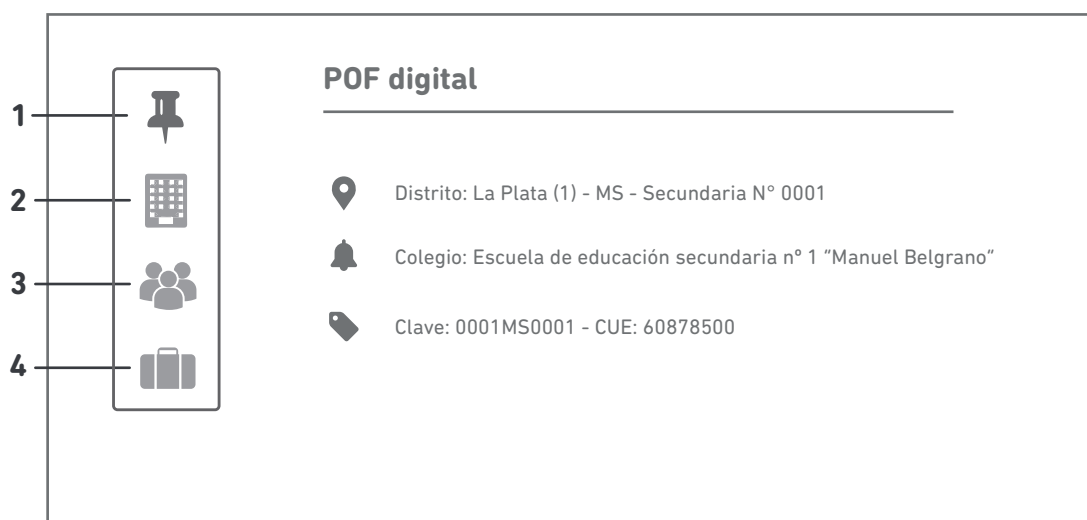 POF digital
1
2
3
4
Distrito: La Plata (1) - MS - Secundaria N° 0001
Colegio: Escuela de educación secundaria nº 1 “Manuel Belgrano”
Clave: 0001MS0001 - CUE: 60878500